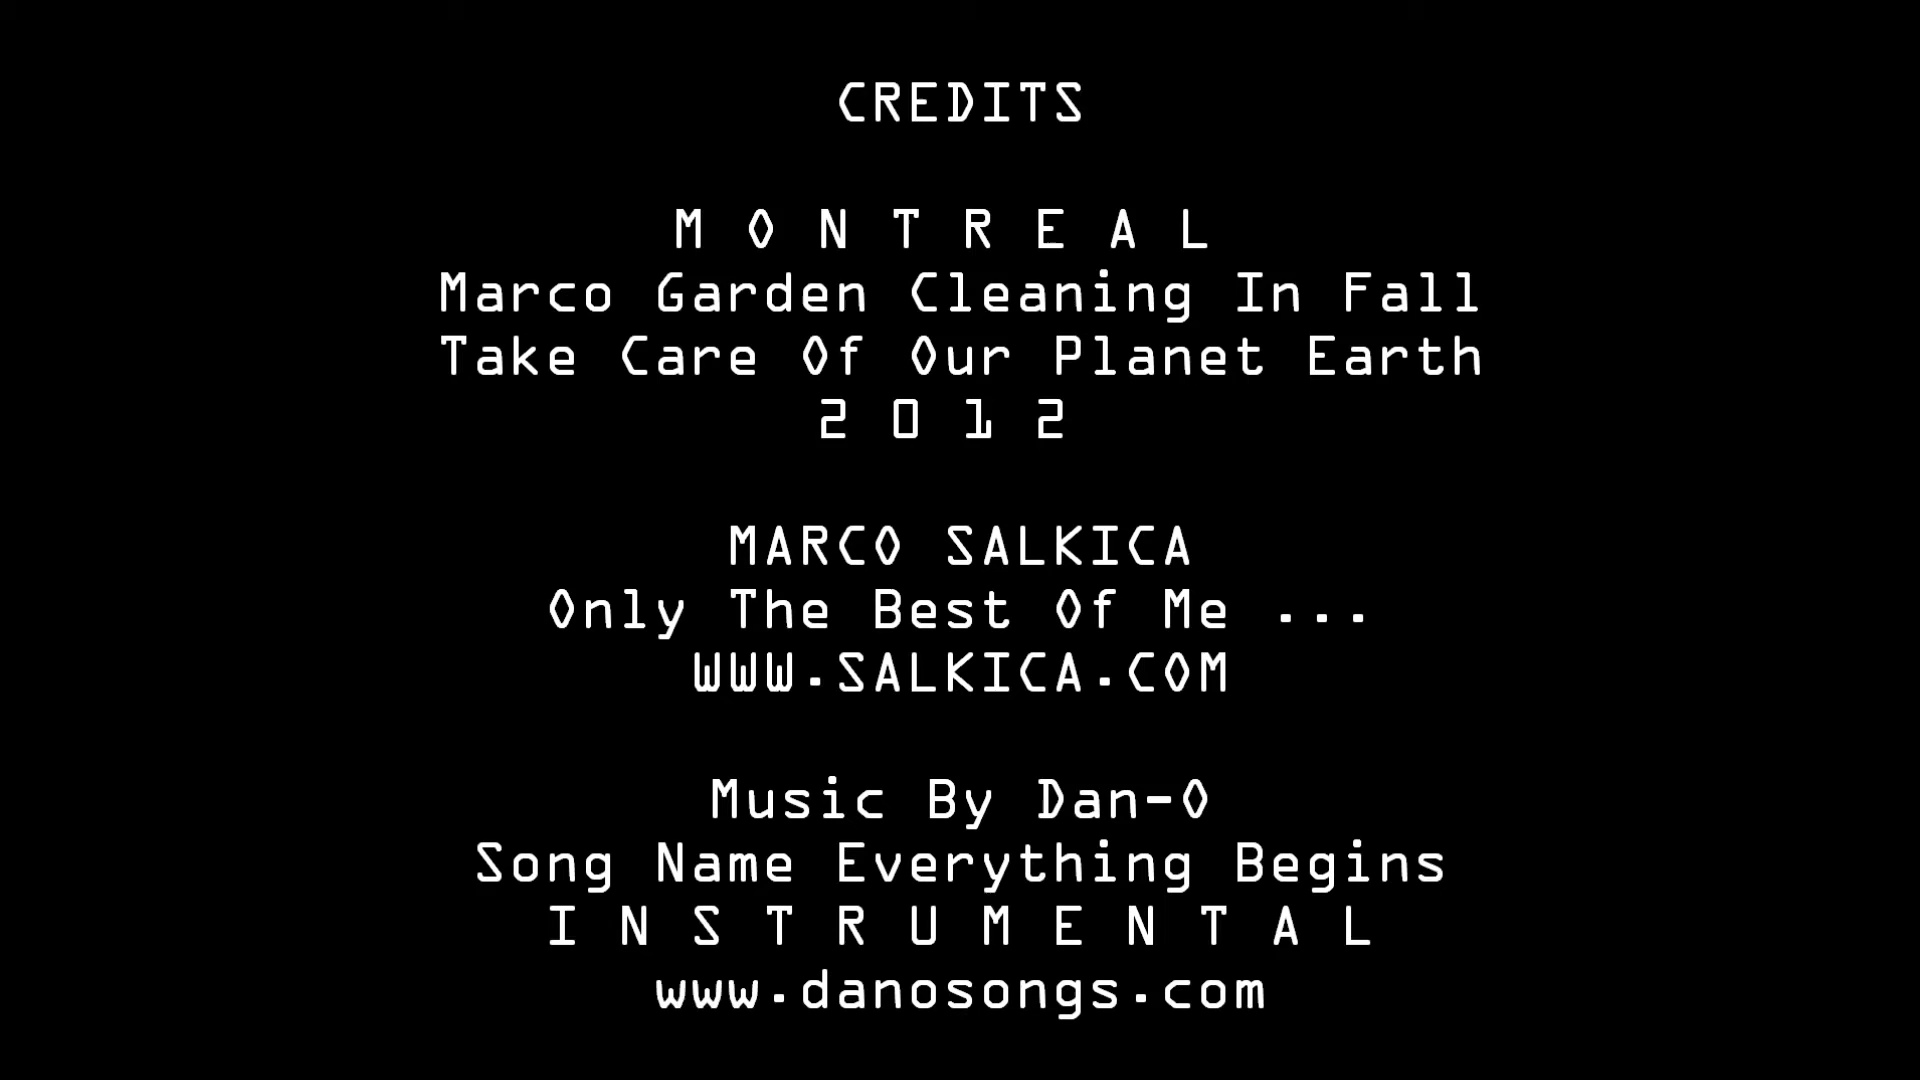 CREDITS
M O N T R E A L
Marco Garden Cleaning In Fall
Take Care Of Our Planet Earth
2 0 1 2
MARCO SALKICA
Only The Best Of Me ...
WWW.SALKICA.COM
Music By Dan-O
Song Name Everything Begins
I N S T R U M E N T A L
www.danosongs.com